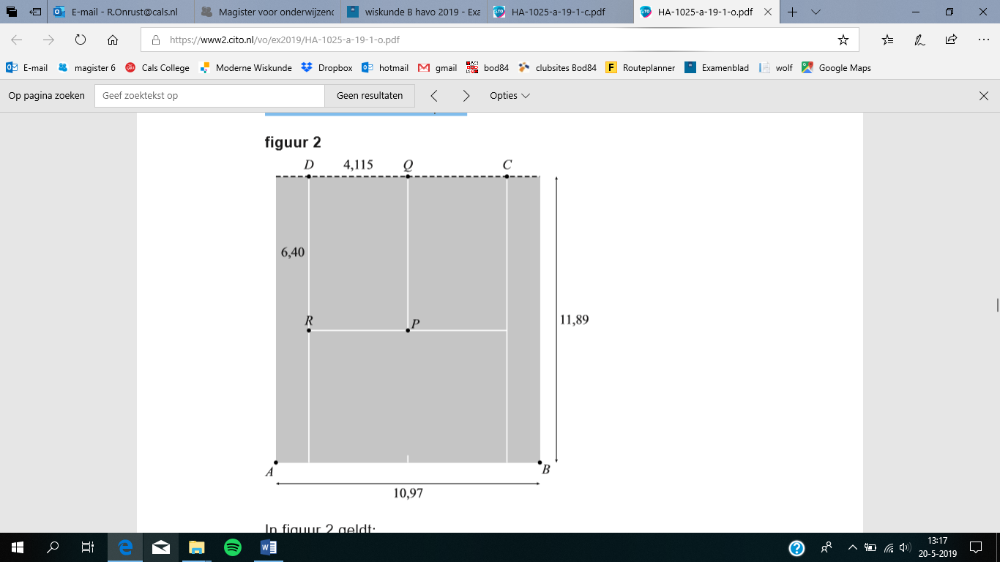 E-mail - R.Onrust@cals.nl
Magister voor onderwijzend
wiskunde B havo 2019 - Exa
HA-1025-a-19-1-c.pdf
HA-1025-a-19-1-o.pdf
https://www2.cito.nl/vo/ex2019/HA-1025-a-19-1-o.pdf
E-mail magister 6 Cals College Moderne Wiskunde Dropbox hotmail gmail bod84 clubsites Bod84 Routeplanner Examenblad wolf Google Maps
Op pagina zoeken Geef zoektekst op Geen resultaten Opties
figuur 2
D 4,115 Q C
6,40
R P
11,89
A B
10,97
In figuur 2 geldt:
13:17
20-5-2019